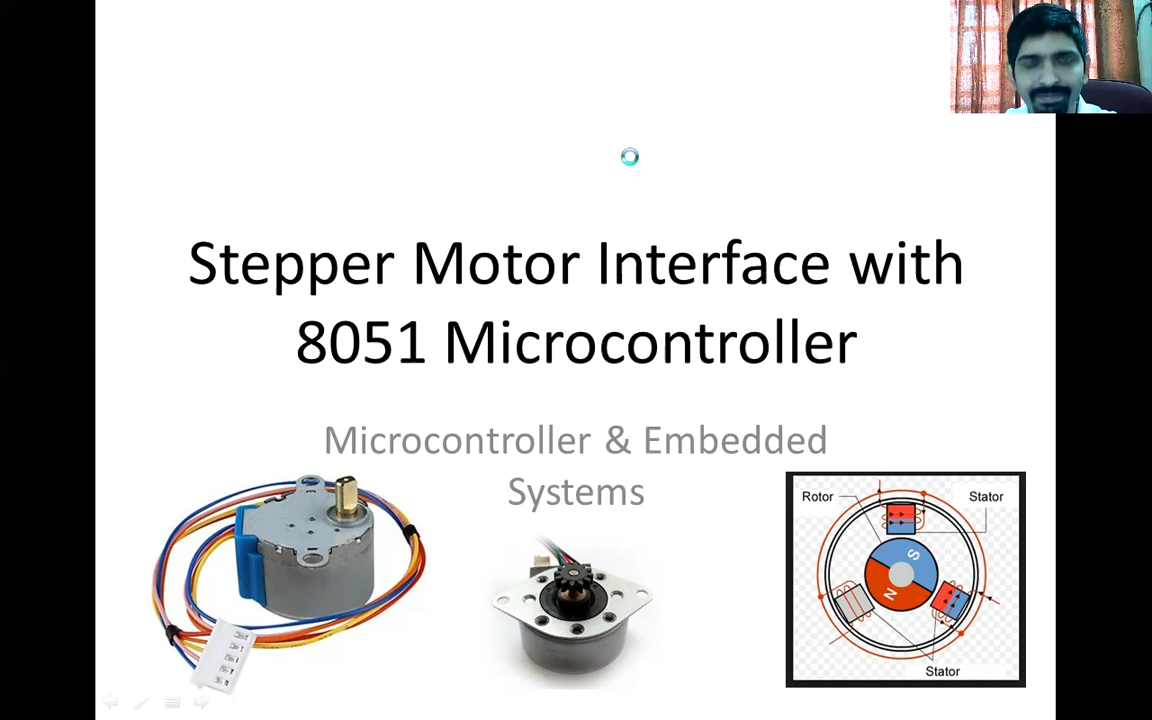 Stepper Motor Interface with
8051 Microcontroller
Microcontroller & Embedded
Systems
Rotor
Stator
S
N
Stator